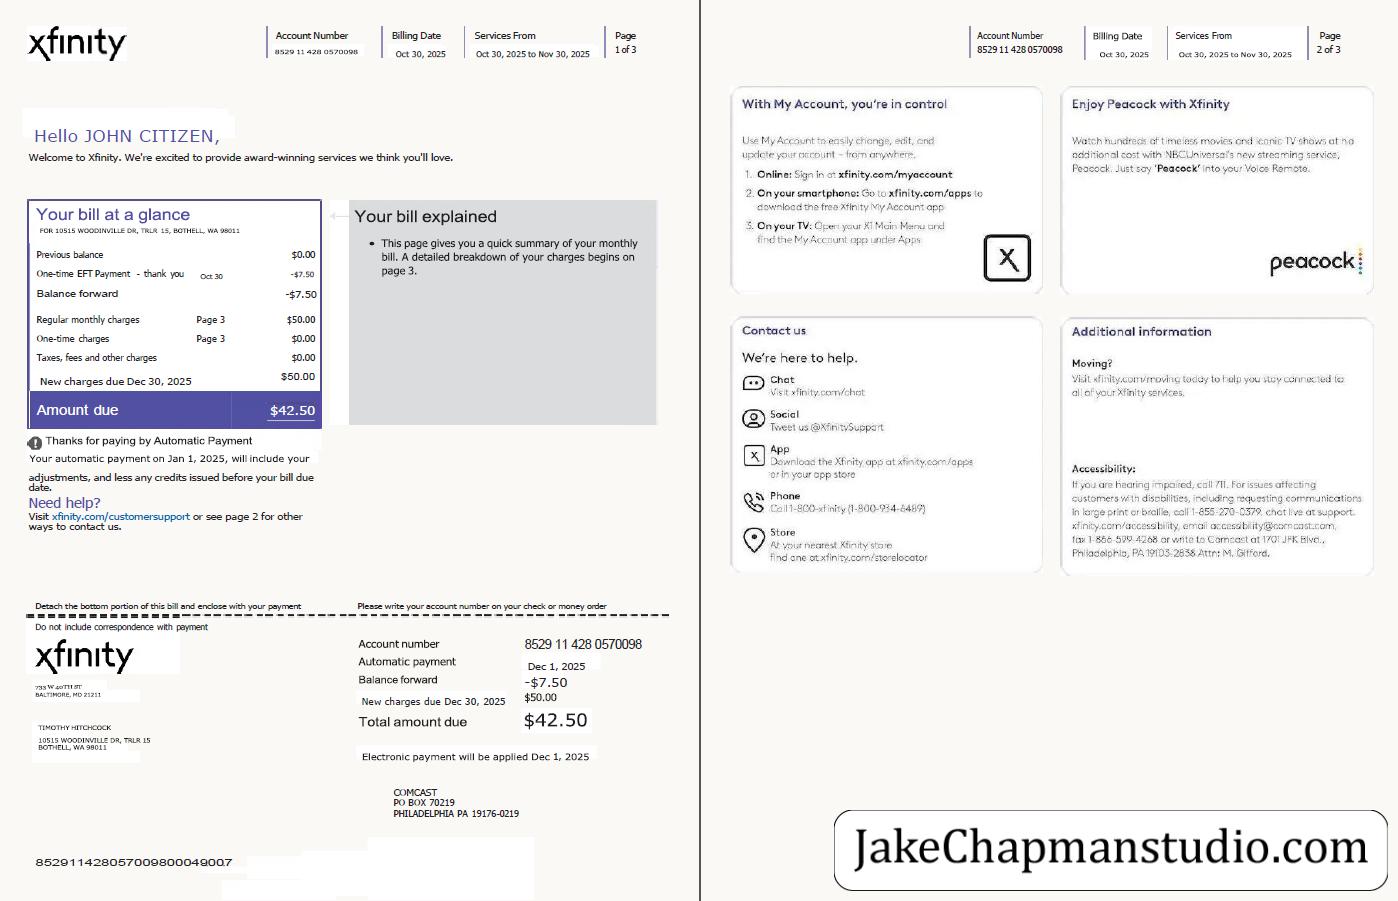 xfinity
Account Number
8529 11 428 0570098
Billing Date
Oct 30, 2025
Services From
Oct 30, 2025 to Nov 30, 2025
Page
1 of 3
Hello JOHN CITIZEN,
Welcome to Xfinity. We're excited to provide award-winning services we think you'll love.
Your bill at a glance
FOR 10515 WOODINVILLE DR, TRLR 15, BOTHELL, WA 98011
Previous balance $0.00
One-time EFT Payment - thank you Oct 30 -$7.50
Balance forward -$7.50
Regular monthly charges Page 3 $50.00
One-time charges Page 3 $0.00
Taxes, fees and other charges $0.00
New charges due Dec 30, 2025 $50.00
Amount due $42.50
Your bill explained
• This page gives you a quick summary of your monthly
bill. A detailed breakdown of your charges begins on
page 3.
! Thanks for paying by Automatic Payment
Your automatic payment on Jan 1, 2025, will include your
adjustments, and less any credits issued before your bill due
date.
Need help?
Visit xfinity.com/customersupport or see page 2 for other
ways to contact us.
Detach the bottom portion of this bill and enclose with your payment
Please write your account number on your check or money order
Do not include correspondence with payment
xfinity
733 W 40TH ST
BALTIMORE, MD 21211
TIMOTHY HITCHCOCK
10515 WOODINVILLE DR, TRLR 15
BOTHELL, WA 98011
Account number 8529 11 428 0570098
Automatic payment Dec 1, 2025
Balance forward -$7.50
New charges due Dec 30, 2025 $50.00
Total amount due $42.50
Electronic payment will be applied Dec 1, 2025
COMCAST
PO BOX 70219
PHILADELPHIA PA 19176-0219
852911428057009800049007
Account Number
8529 11 428 0570098
Billing Date
Oct 30, 2025
Services From
Oct 30, 2025 to Nov 30, 2025
Page
2 of 3
With My Account, you're in control
Use My Account to easily change, edit, and
update your account – from anywhere.
1. Online: Sign in at xfinity.com/myaccount
2. On your smartphone: Go to xfinity.com/apps to
download the free Xfinity My Account app
3. On your TV: Open your X1 Main Menu and
find the My Account app under Apps
X
Enjoy Peacock with Xfinity
Watch hundreds of timeless movies and iconic TV shows at no
additional cost with NBCUniversal's new streaming service,
Peacock. Just say 'Peacock' into your Voice Remote.
peacock
Contact us
We're here to help.
Chat
Visit xfinity.com/chat
Social
Tweet us @XfinitySupport
X
App
Download the Xfinity app at xfinity.com/apps
or in your app store
Phone
Call 1-800-xfinity (1-800-934-6489)
Store
At your nearest Xfinity store
find one at xfinity.com/storelocator
Additional information
Moving?
Visit xfinity.com/moving today to help you stay connected to
all of your Xfinity services.
Accessibility:
If you are hearing impaired, call 711. For issues affecting
customers with disabilities, including requesting communications
in large print or braille, call 1-855-270-0379, chat live at support.
xfinity.com/accessibility, email accessibility@comcast.com,
fax 1-866-599-4268 or write to Comcast at 1701 JFK Blvd.,
Philadelphia, PA 19103-2838 Attn: M. Gifford.
JakeChapmanstudio.com